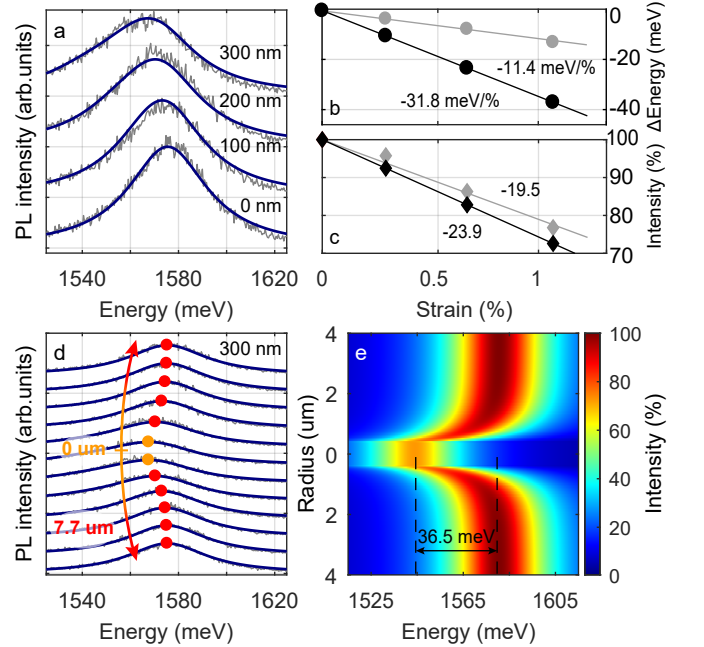 a
300 nm
200 nm
100 nm
0 nm
PL intensity (arb.units)
1540 1580 1620
Energy (meV)
0
-20
-40
ΔEnergy (meV)
-11.4 meV/%
-31.8 meV/%
b
100
90
80
70
Intensity (%)
-19.5
-23.9
c
0 0.5 1
Strain (%)
d
300 nm
0 um
7.7 um
PL intensity (arb.units)
1540 1580 1620
Energy (meV)
e
4
2
0
2
4
Radius (um)
36.5 meV
1525 1565 1605
Energy (meV)
100
80
60
40
20
0
Intensity (%)